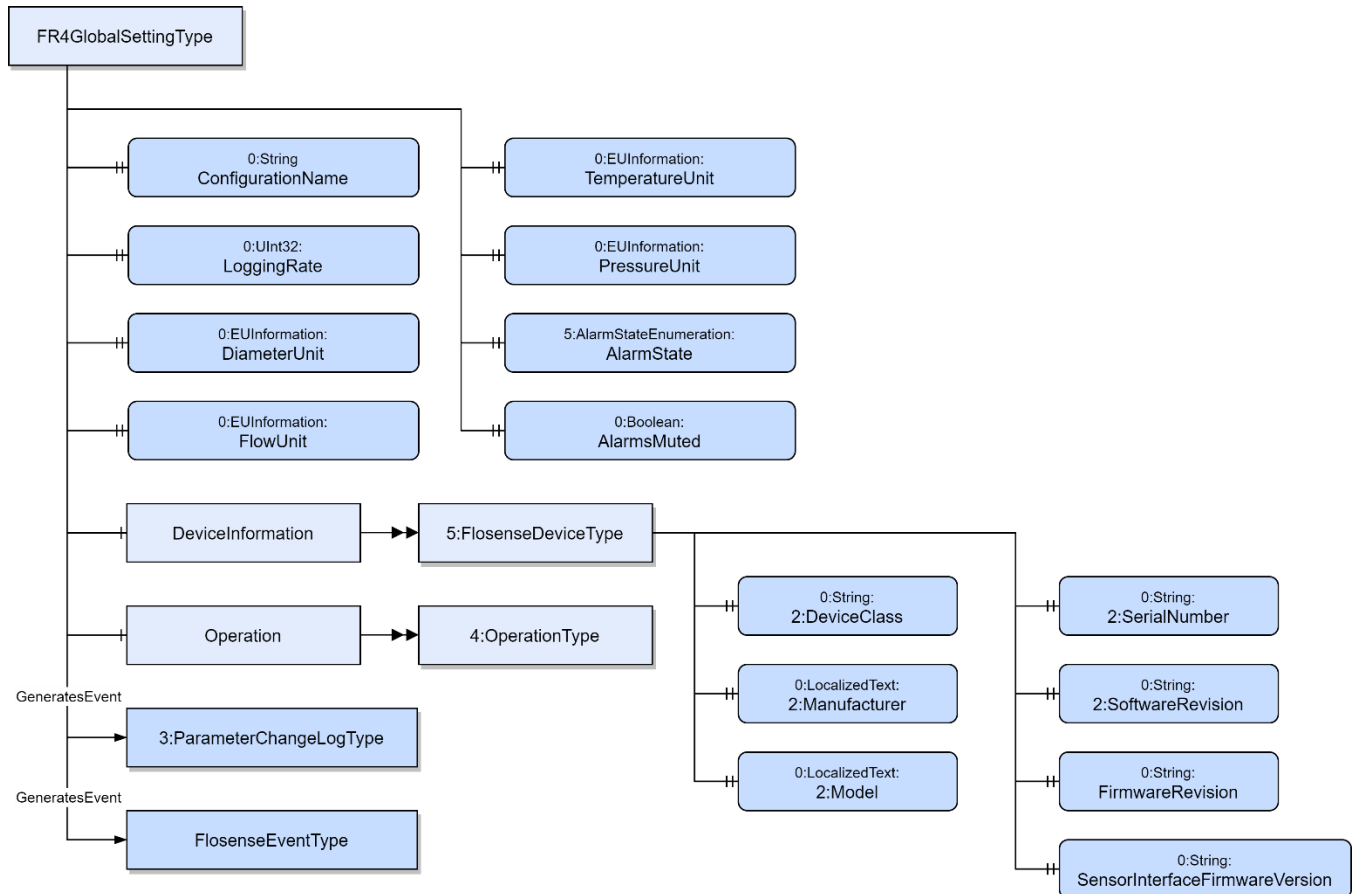 FR4GlobalSettingType
0:String
ConfigurationName
0:EUInformation:
TemperatureUnit
0:UInt32:
LoggingRate
0:EUInformation:
PressureUnit
0:EUInformation:
DiameterUnit
5:AlarmStateEnumeration:
AlarmState
0:EUInformation:
FlowUnit
0:Boolean:
AlarmsMuted
DeviceInformation
5:FlosenseDeviceType
0:String:
2:DeviceClass
0:String:
2:SerialNumber
Operation
4:OperationType
0:LocalizedText:
2:Manufacturer
0:String:
2:SoftwareRevision
GeneratesEvent
3:ParameterChangeLogType
0:LocalizedText:
2:Model
0:String:
FirmwareRevision
GeneratesEvent
FlosenseEventType
0:String:
SensorInterfaceFirmwareVersion